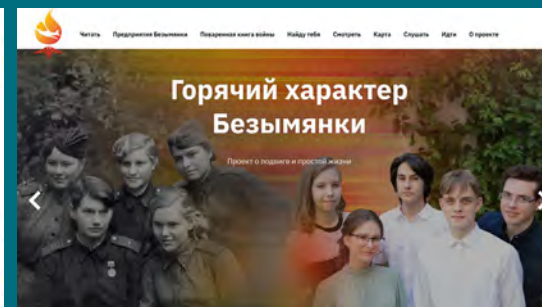 Читать Предприятия Безымянки Поваренная книга войны Найду тебя Смотреть Карта Слушать Идти О проекте
Горячий характер
Безымянки
Проект о подвиге и простой жизни